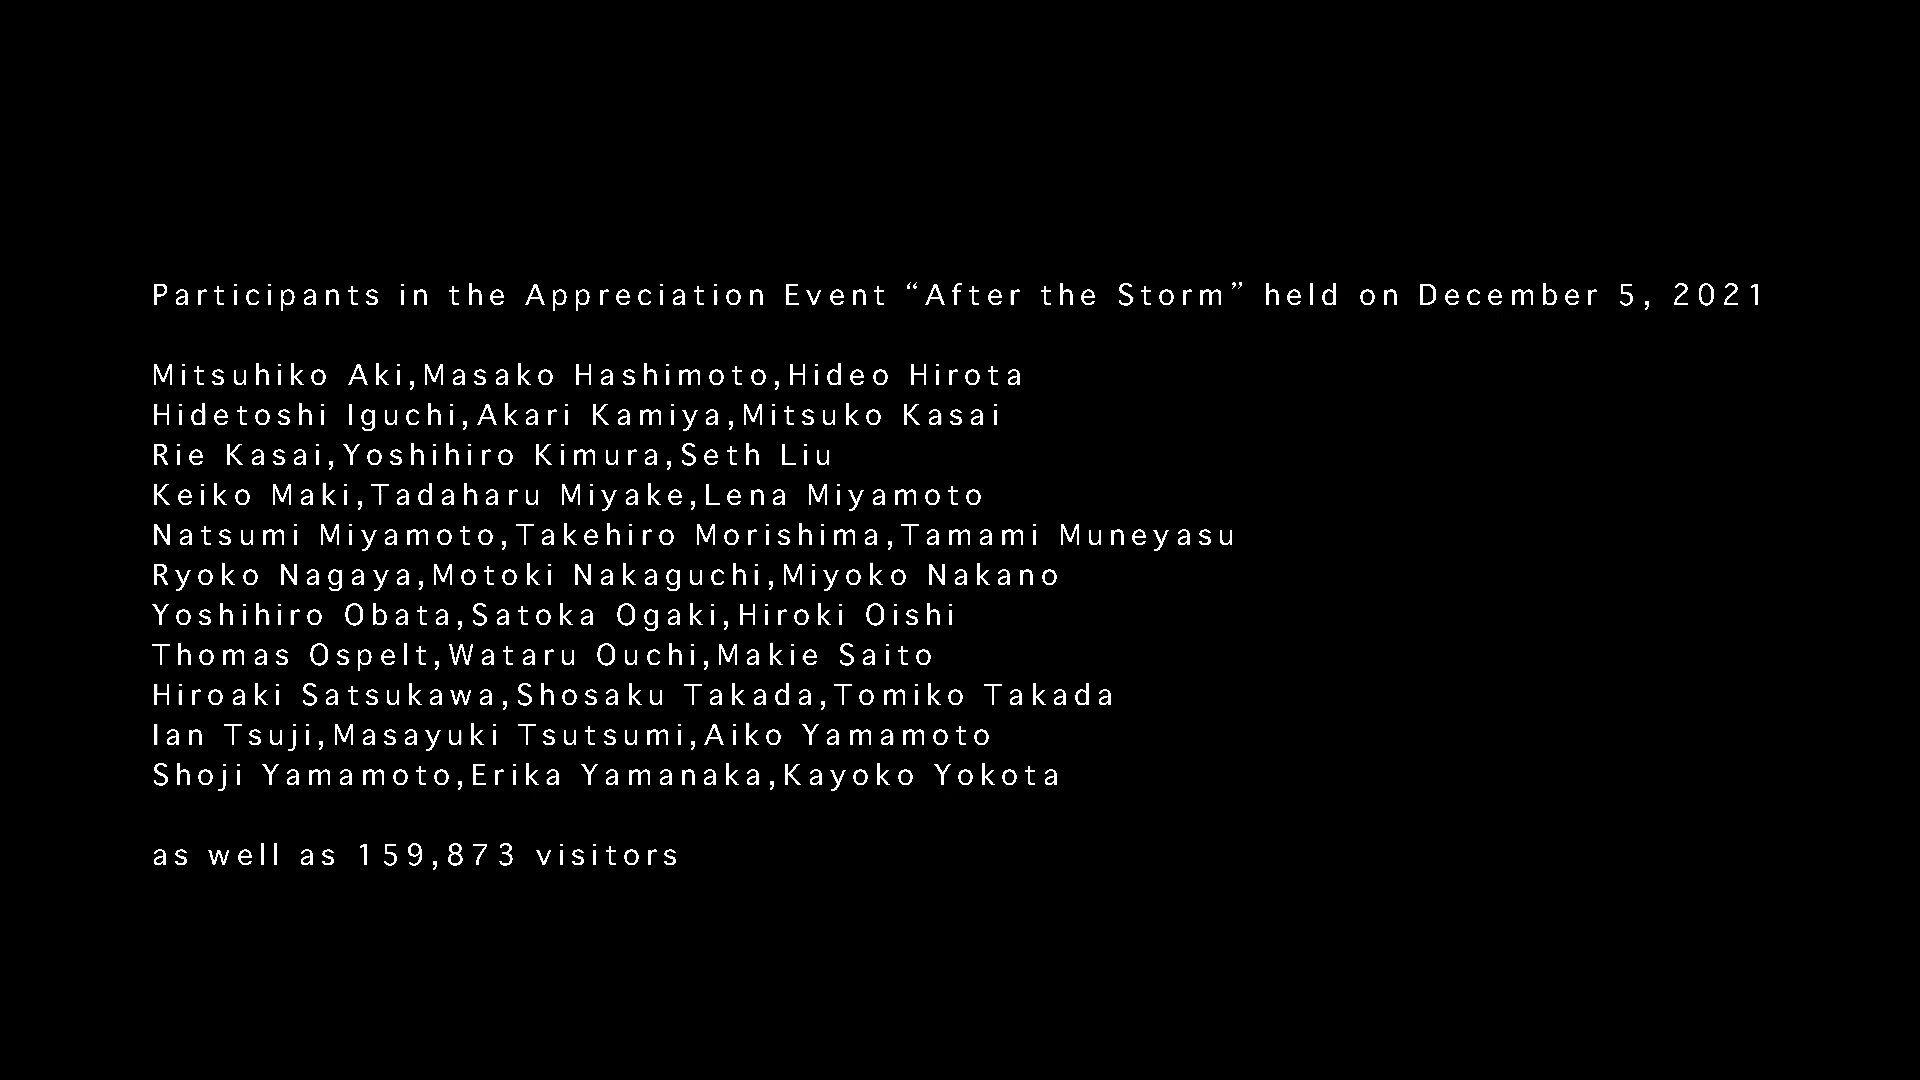 Participants in the Appreciation Event “After the Storm” held on December 5, 2021
Mitsuhiko Aki,Masako Hashimoto,Hideo Hirota
Hidetoshi Iguchi,Akari Kamiya,Mitsuko Kasai
Rie Kasai,Yoshihiro Kimura,Seth Liu
Keiko Maki,Tadaharu Miyake,Lena Miyamoto
Natsumi Miyamoto,Takehiro Morishima,Tamami Muneyasu
Ryoko Nagaya,Motoki Nakaguchi,Miyoko Nakano
Yoshihiro Obata,Satoka Ogaki,Hiroki Oishi
Thomas Ospelt,Wataru Ouchi,Makie Saito
Hiroaki Satsukawa,Shosaku Takada,Tomiko Takada
Ian Tsuji,Masayuki Tsutsumi,Aiko Yamamoto
Shoji Yamamoto,Erika Yamanaka,Kayoko Yokota
as well as 159,873 visitors